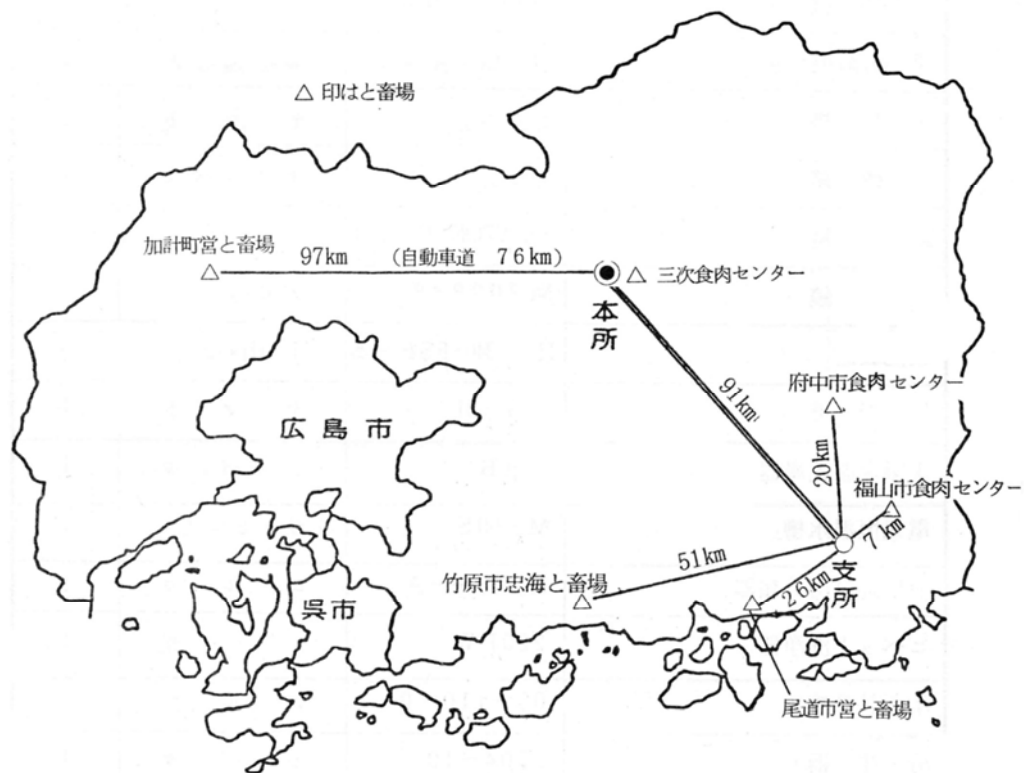 △ 印はと畜場
加計町営と畜場
97km (自動車道 76km)
三次食肉センター
本所
91km
府中市食肉センター
20km
広島市
福山市食肉センター
7km
51km
支所
竹原市忠海と畜場
26km
呉市
尾道市営と畜場